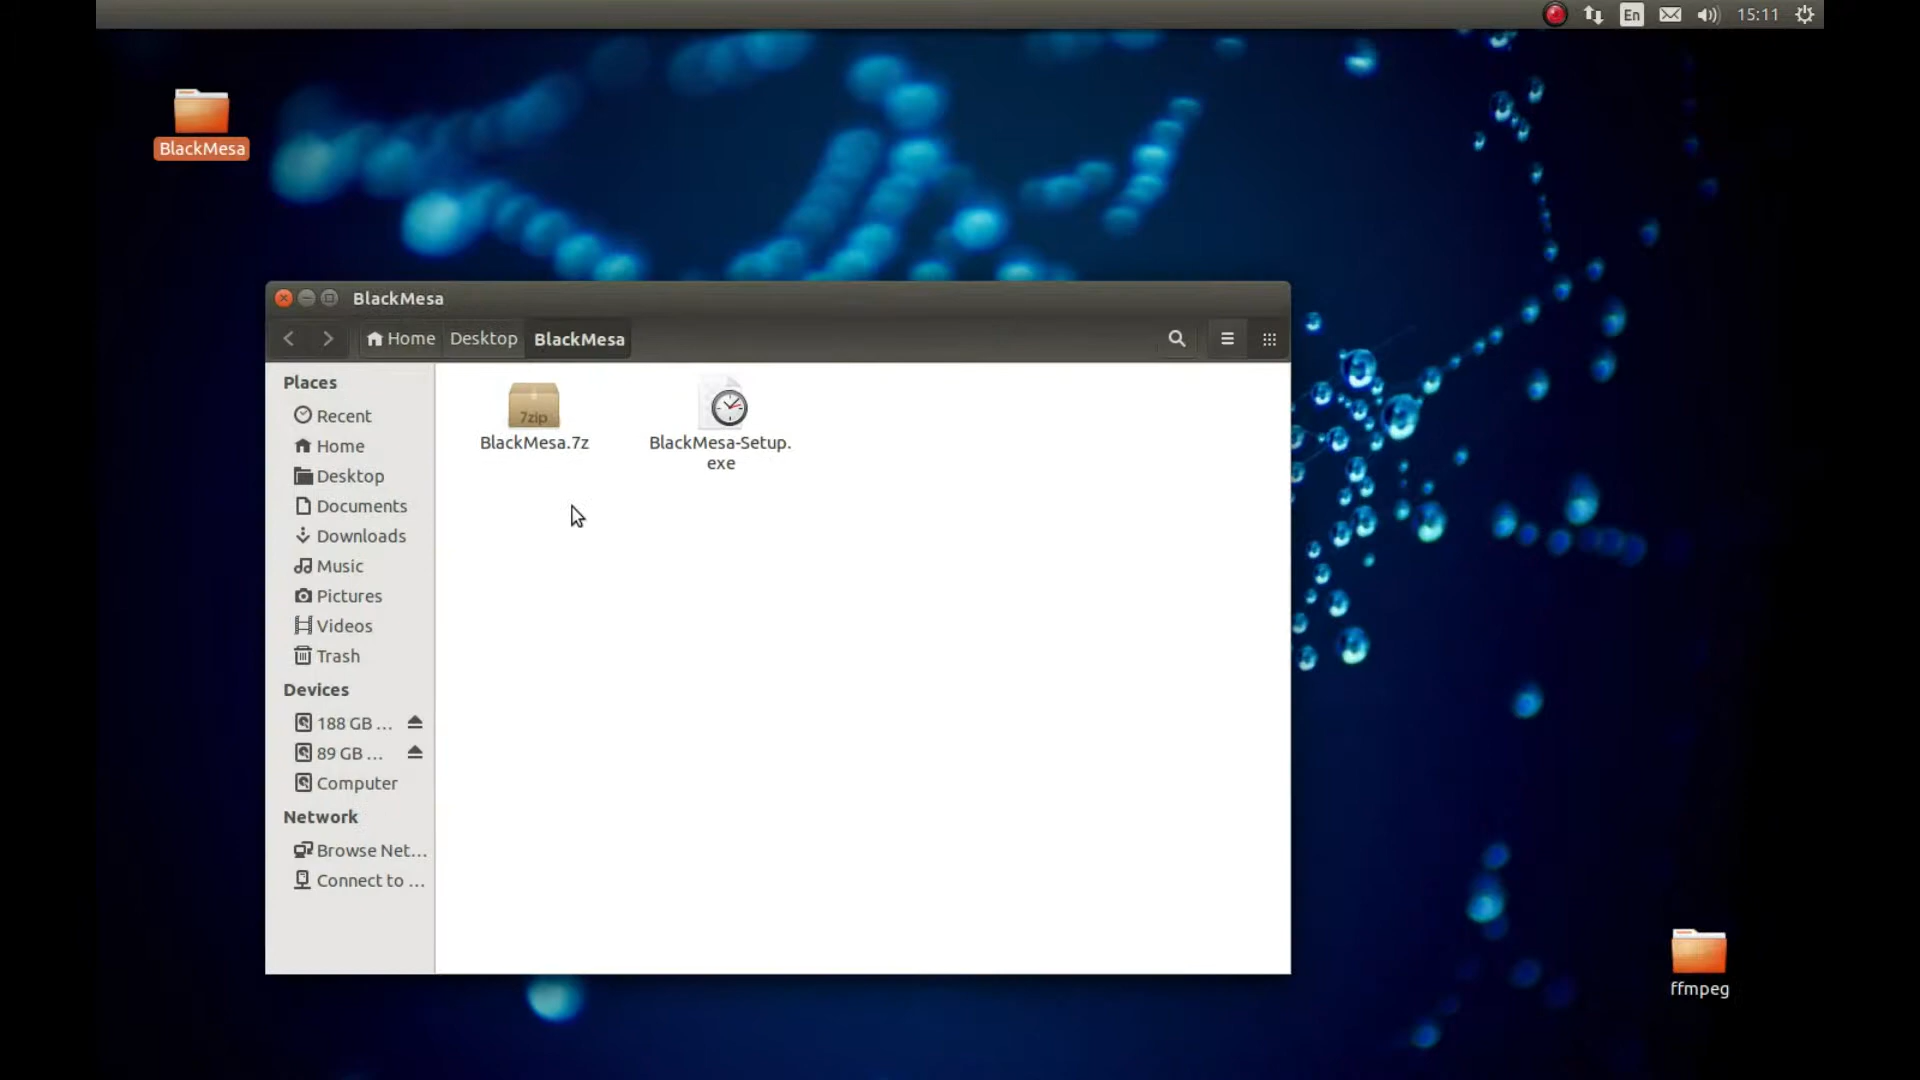 En
15:11
BlackMesa
BlackMesa
Home
Desktop
BlackMesa
Places
Recent
Home
Desktop
Documents
Downloads
Music
Pictures
Videos
Trash
Devices
188 GB ...
89 GB ...
Computer
Network
Browse Net...
Connect to ...
7zip
BlackMesa.7z
BlackMesa-Setup.
exe
ffmpeg